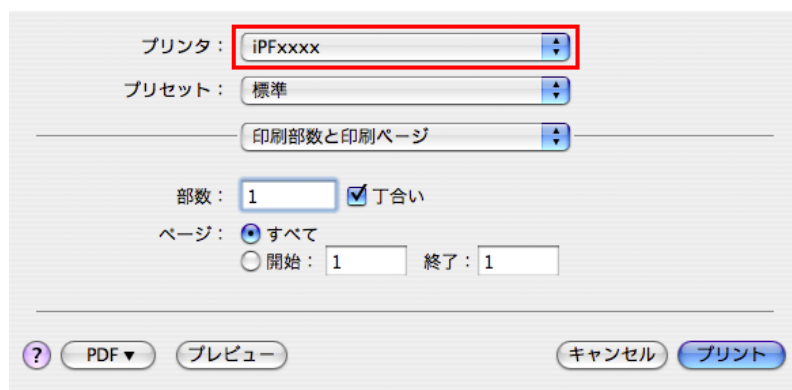 プリンタ： iPFxxxx
プリセット： 標準
印刷部数と印刷ページ
部数： 1 丁合い
ページ： すべて
開始： 1 終了： 1
? PDF▼ プレビュー キャンセル プリント